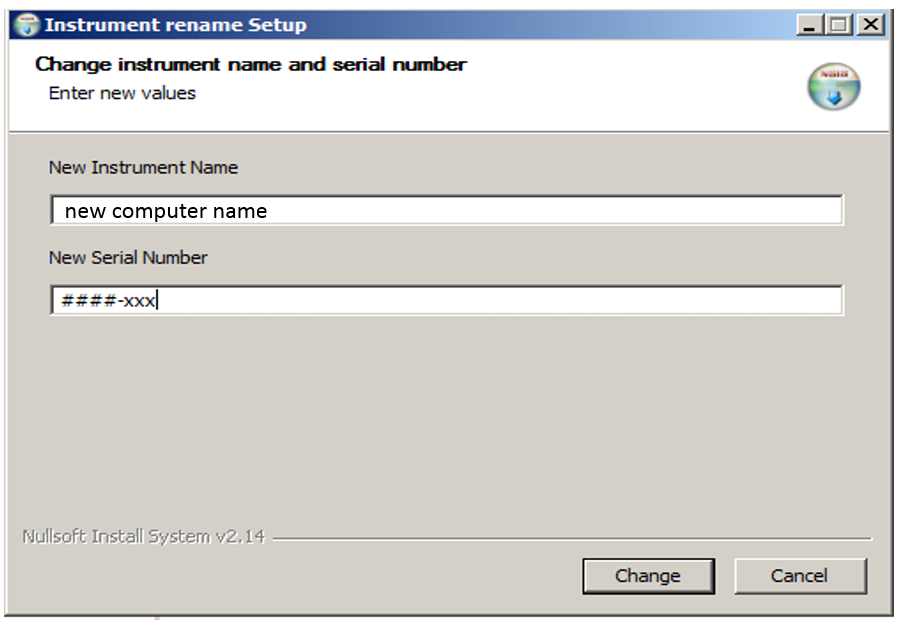 Instrument rename Setup
Change instrument name and serial number
Enter new values
New Instrument Name
new computer name
New Serial Number
####-xxx
Nullsoft Install System v2.14
Change
Cancel